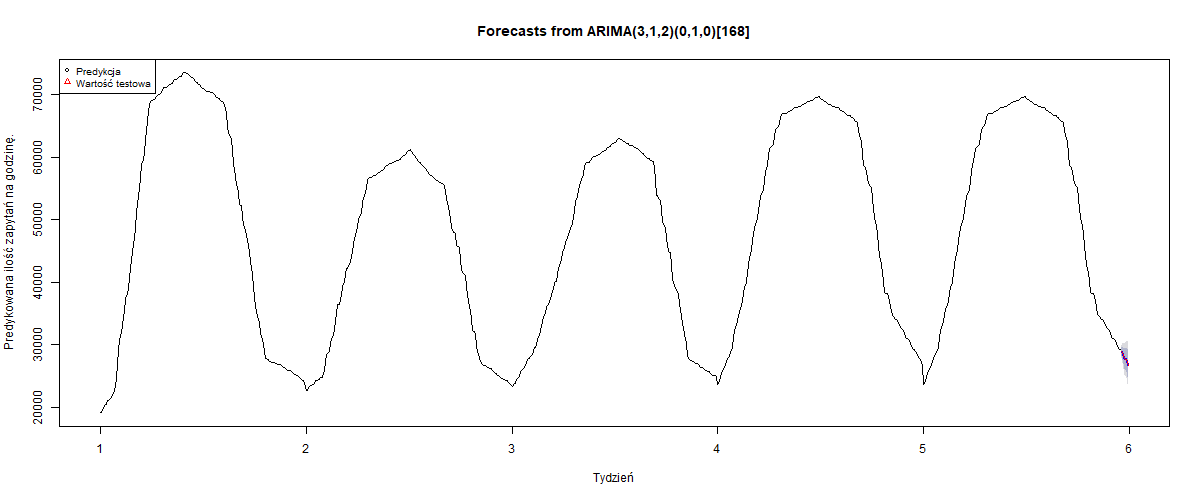 Forecasts from ARIMA(3,1,2)(0,1,0)[168]
Predykcja
Wartość testowa
Predykowana ilość zapytań na godzinę.
70000
60000
50000
40000
30000
20000
1 2 3 4 5 6
Tydzień